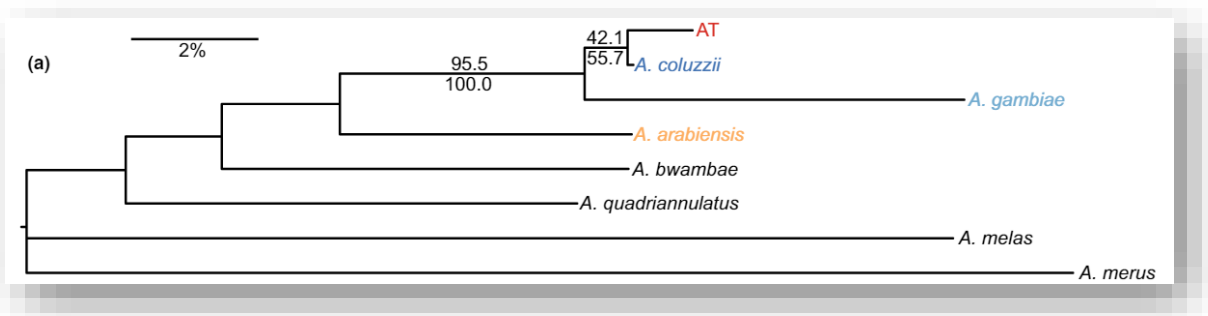 AT
42.1
2%
55.7
(a)
A. coluzzii
95.5
100.0
A. gambiae
A. arabiensis
A. bwambae
A. quadriannulatus
A. melas
A. merus